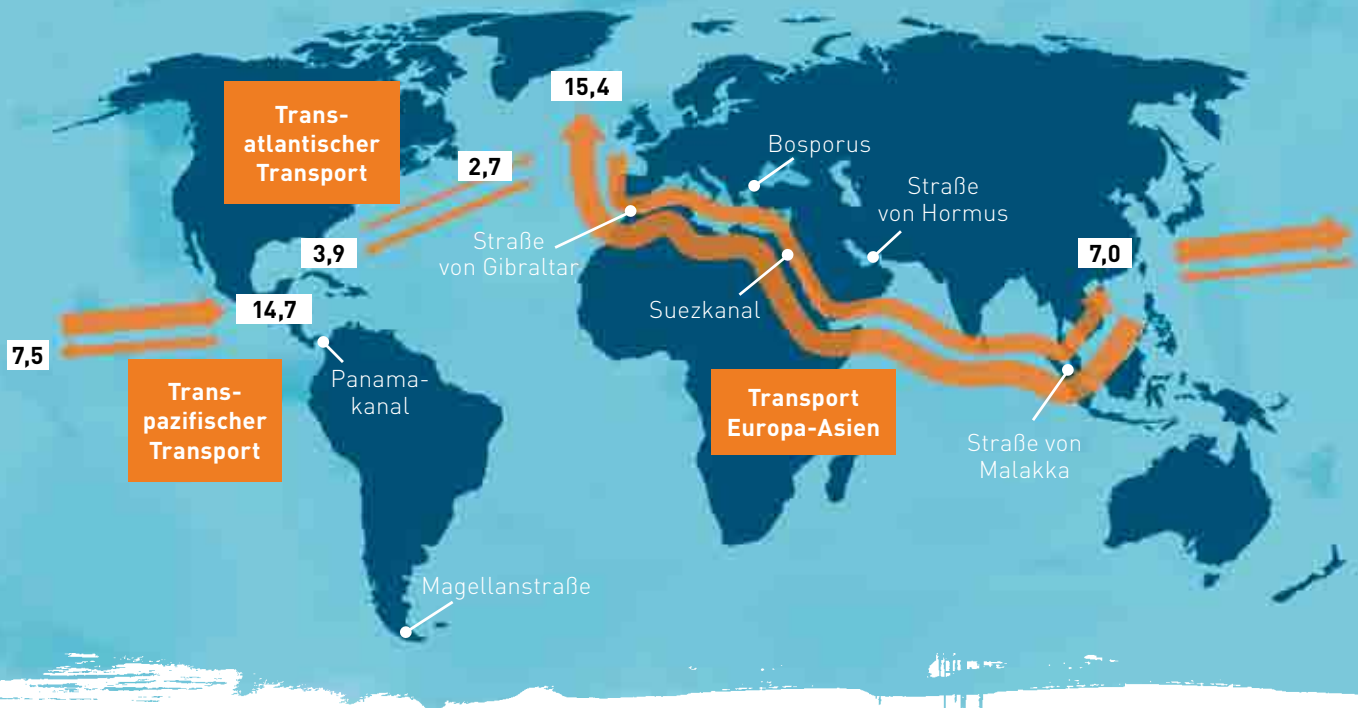 15,4
Trans-
atlantischer
Transport
2,7
Bosporus
Straße
von Hormus
3,9
Straße
von Gibraltar
7,0
14,7
Suezkanal
7,5
Trans-
pazifischer
Transport
Panama-
kanal
Transport
Europa-Asien
Straße von
Malakka
Magellanstraße